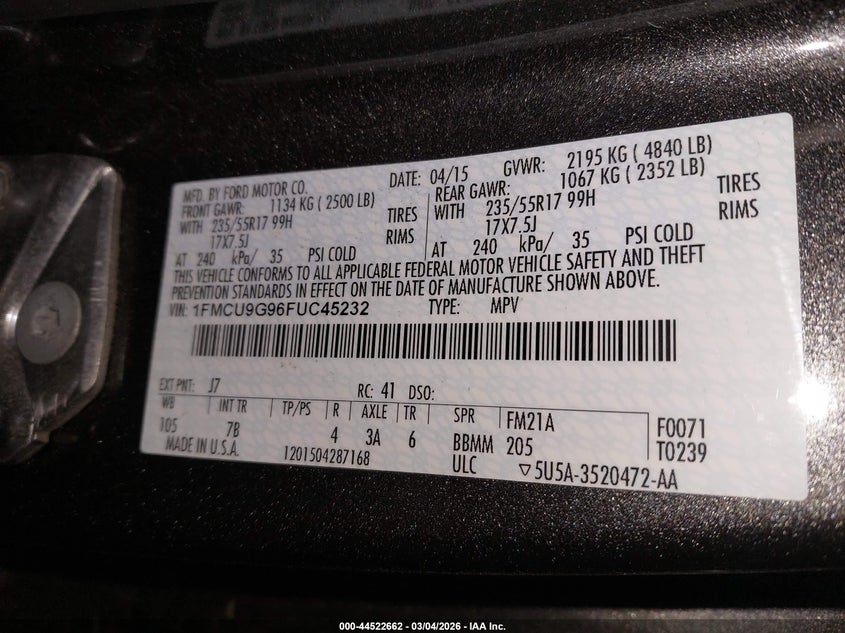 MFD. BY FORD MOTOR CO. DATE: 04/15 GVWR: 2195 KG ( 4840 LB)
FRONT GAWR: 1134 KG ( 2500 LB) REAR GAWR: 1067 KG ( 2352 LB)
WITH 235/55R17 99H TIRES WITH 235/55R17 99H TIRES
17X7.5J RIMS 17X7.5J RIMS
AT 240 kPa/ 35 PSI COLD AT 240 kPa/ 35 PSI COLD
THIS VEHICLE CONFORMS TO ALL APPLICABLE FEDERAL MOTOR VEHICLE SAFETY AND THEFT
PREVENTION STANDARDS IN EFFECT ON THE DATE OF MANUFACTURE SHOWN ABOVE.
VIN: 1FMCU9G96FUC45232 TYPE: MPV
EXT PNT: J7 RC: 41 DSO:
WB INT TR TP/PS R AXLE TR SPR FM21A F0071
105 7B 4 3A 6 BBMM 205 T0239
MADE IN U.S.A. 1201504287168 ULC ▽5U5A-3520472-AA
000-44522662 - 03/04/2026 - IAA Inc.